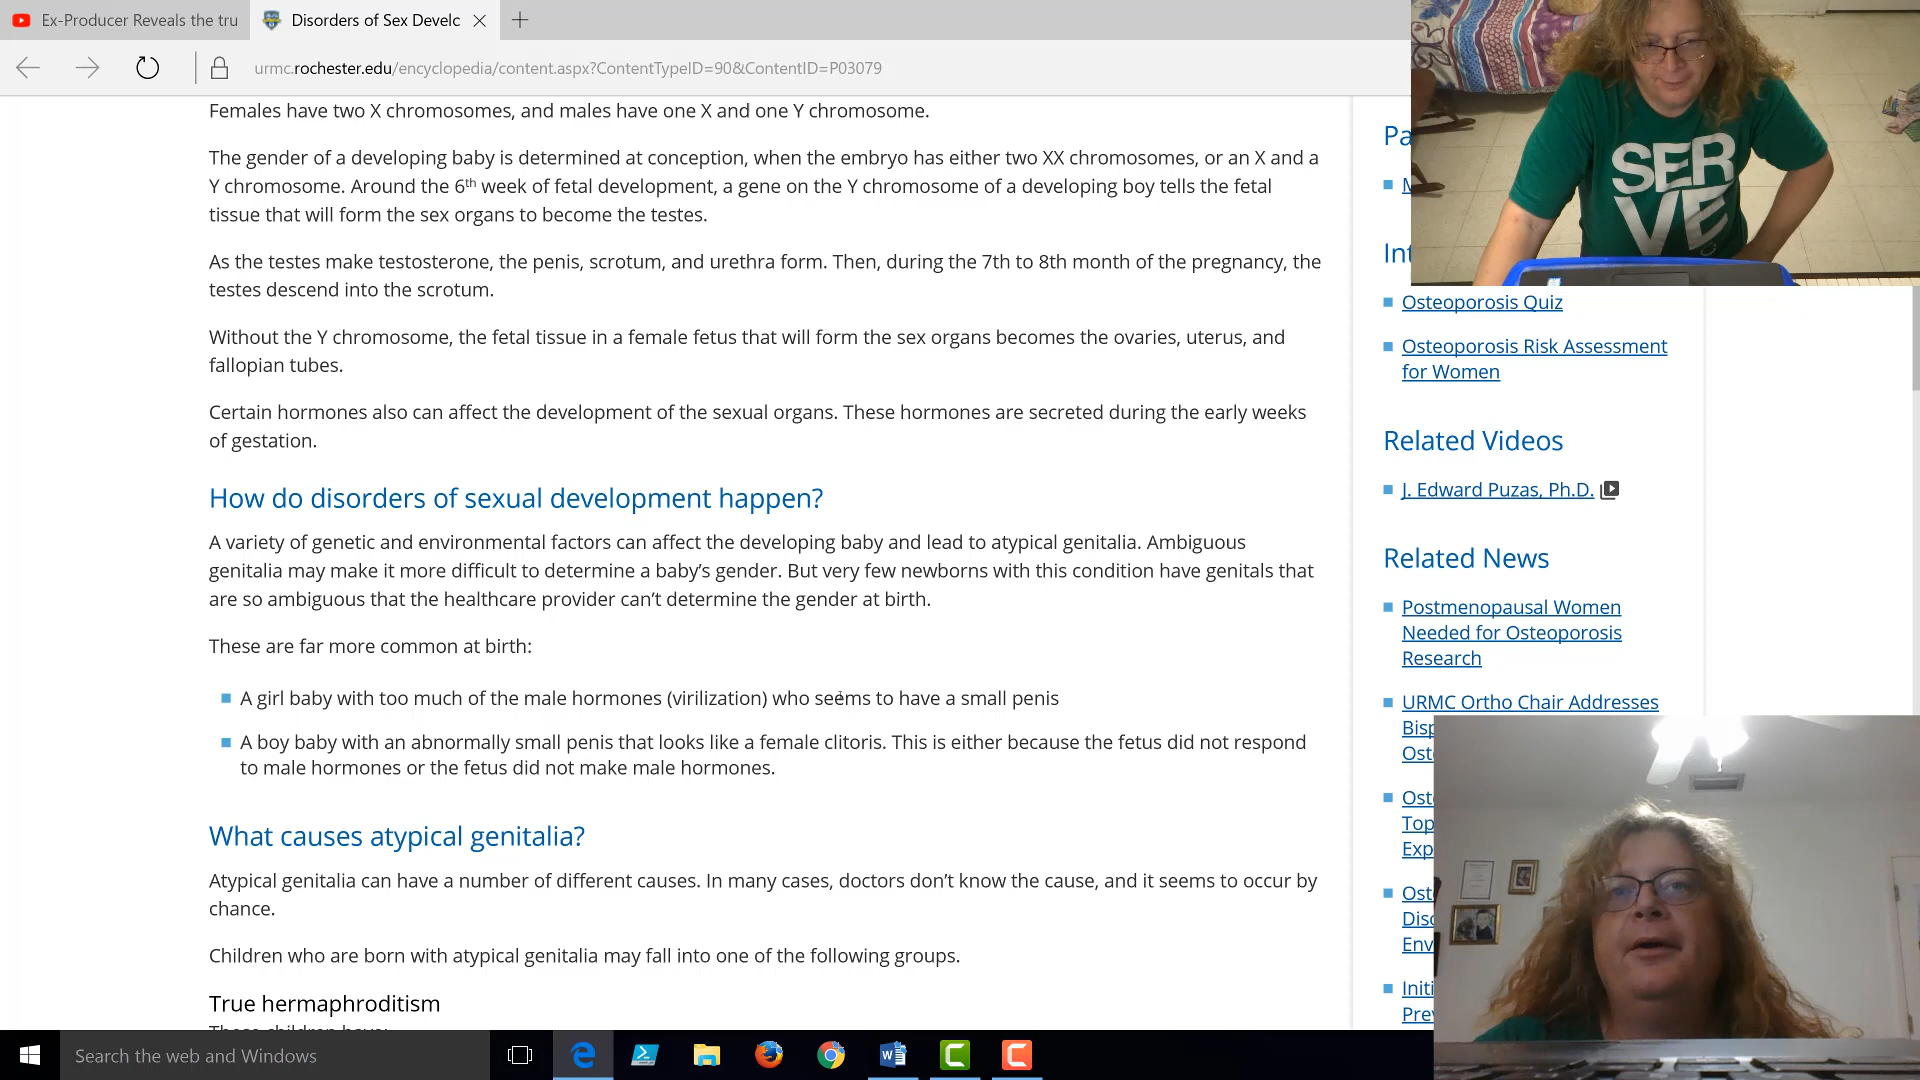 Ex-Producer Reveals the tru
Disorders of Sex Develc
urmc.rochester.edu/encyclopedia/content.aspx?ContentTypeID=90&ContentID=P03079
Females have two X chromosomes, and males have one X and one Y chromosome.
The gender of a developing baby is determined at conception, when the embryo has either two XX chromosomes, or an X and a
Y chromosome. Around the 6th week of fetal development, a gene on the Y chromosome of a developing boy tells the fetal
tissue that will form the sex organs to become the testes.
As the testes make testosterone, the penis, scrotum, and urethra form. Then, during the 7th to 8th month of the pregnancy, the
testes descend into the scrotum.
Without the Y chromosome, the fetal tissue in a female fetus that will form the sex organs becomes the ovaries, uterus, and
fallopian tubes.
Certain hormones also can affect the development of the sexual organs. These hormones are secreted during the early weeks
of gestation.
How do disorders of sexual development happen?
A variety of genetic and environmental factors can affect the developing baby and lead to atypical genitalia. Ambiguous
genitalia may make it more difficult to determine a baby's gender. But very few newborns with this condition have genitals that
are so ambiguous that the healthcare provider can't determine the gender at birth.
These are far more common at birth:
A girl baby with too much of the male hormones (virilization) who seems to have a small penis
A boy baby with an abnormally small penis that looks like a female clitoris. This is either because the fetus did not respond
to male hormones or the fetus did not make male hormones.
What causes atypical genitalia?
Atypical genitalia can have a number of different causes. In many cases, doctors don't know the cause, and it seems to occur by
chance.
Children who are born with atypical genitalia may fall into one of the following groups.
True hermaphroditism
These children have:
Pa
M
Int
Osteoporosis Quiz
Osteoporosis Risk Assessment
for Women
Related Videos
J. Edward Puzas, Ph.D.
Related News
Postmenopausal Women
Needed for Osteoporosis
Research
URMC Ortho Chair Addresses
Bisp
Ost
Ost
Top
Exp
Ost
Disc
Env
Initi
Prev
SER
VE
Search the web and Windows